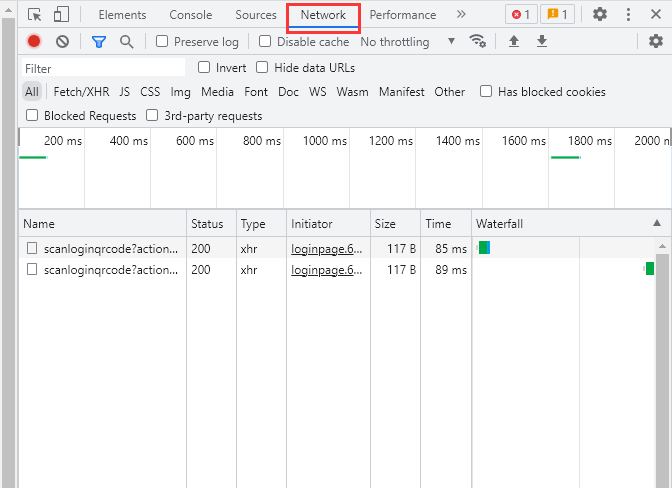 Elements Console Sources Network Performance 1 1
Preserve log Disable cache No throttling
Filter Invert Hide data URLs
All Fetch/XHR JS CSS Img Media Font Doc WS Wasm Manifest Other Has blocked cookies
Blocked Requests 3rd-party requests
200 ms 400 ms 600 ms 800 ms 1000 ms 1200 ms 1400 ms 1600 ms 1800 ms 2000 n
Name Status Type Initiator Size Time Waterfall
scanloginqrcode?action... 200 xhr loginpage.6... 117 B 85 ms
scanloginqrcode?action... 200 xhr loginpage.6... 117 B 89 ms